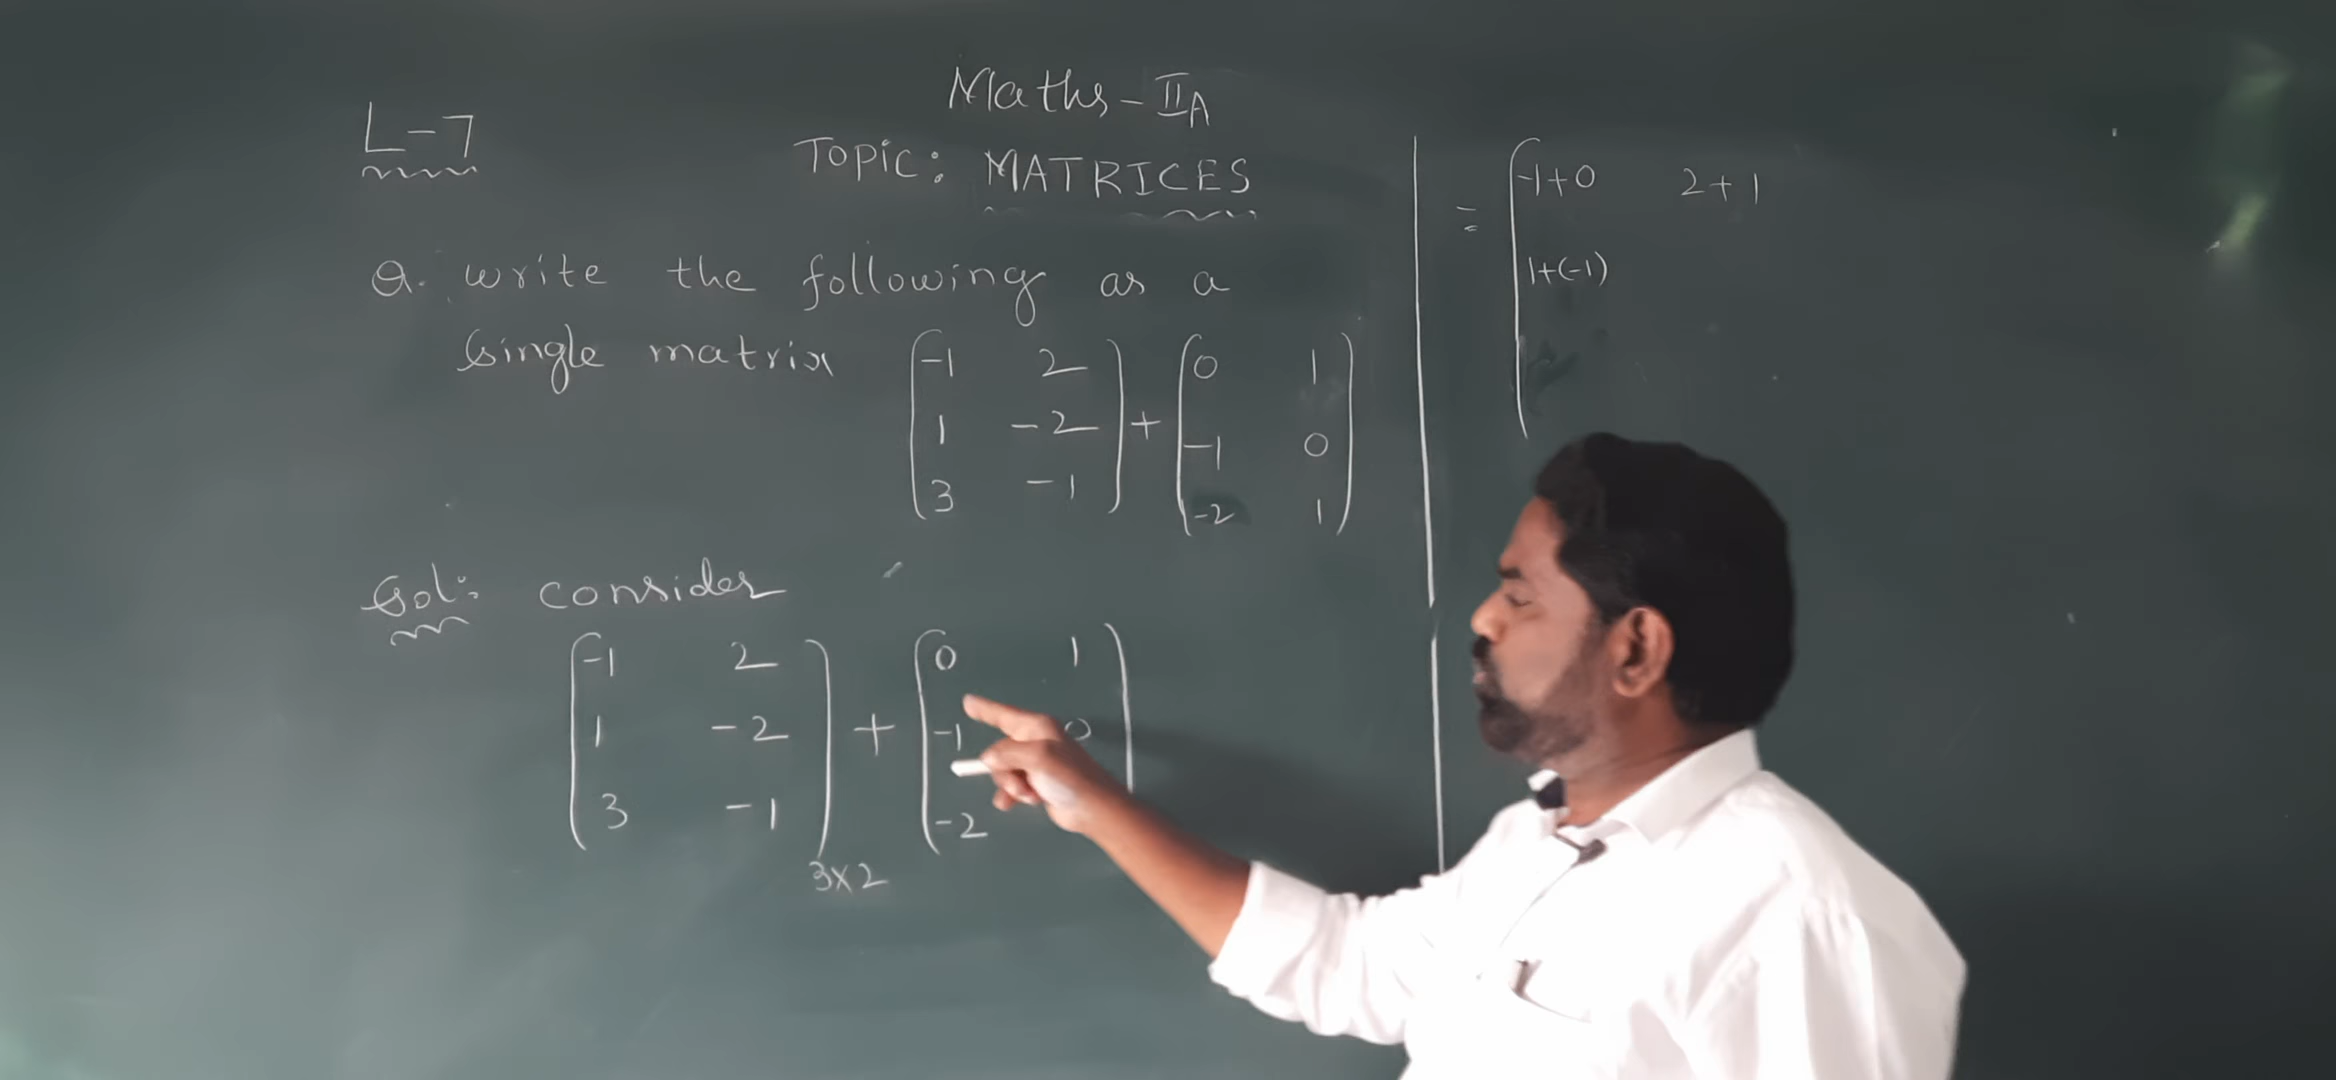 Maths - IIA
L-7
Topic: MATRICES
Q. write the following as a
single matrix [-1 2 1 -2 3 -1] + [0 1 -1 0 -2 1]
Sol: consider
[-1 2 + [0 1
1 -2 -1 0
3 -1] 3x2 -2
= [-1+0 2+1
1+(-1)